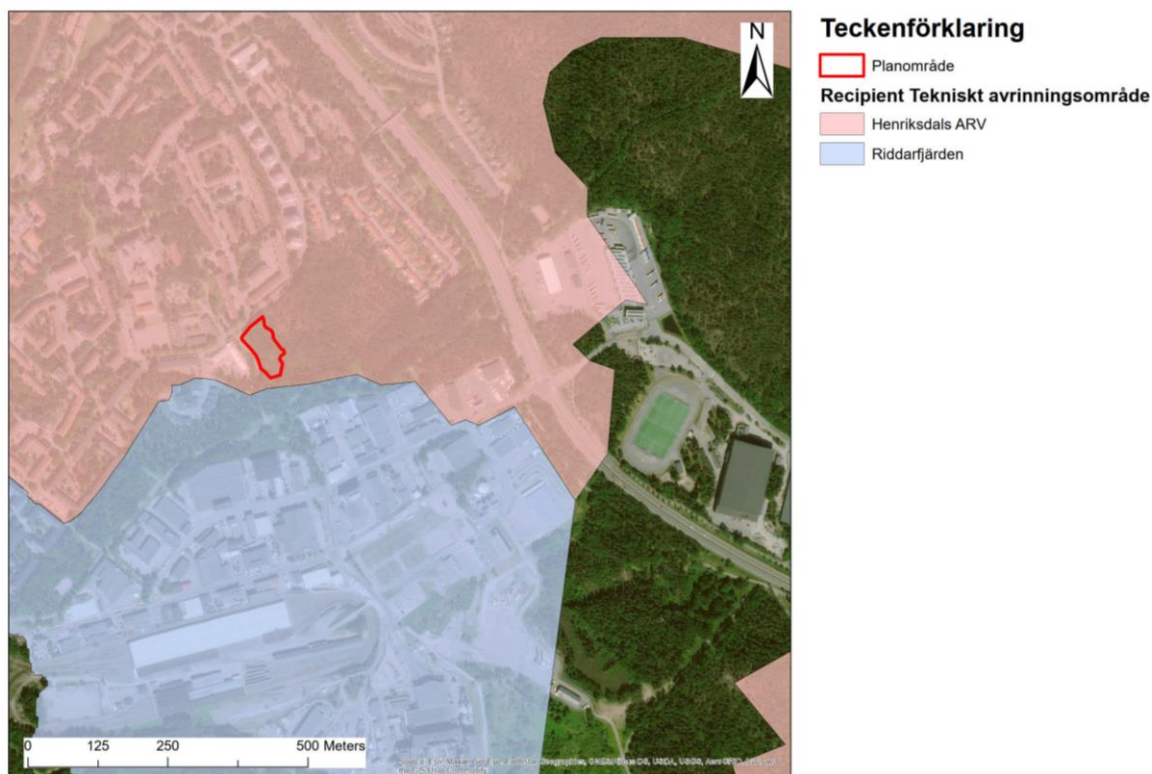 N
Teckenförklaring
Planområde
Recipient Tekniskt avrinningsområde
Henriksdals ARV
Riddarfjärden
0 125 250 500 Meters